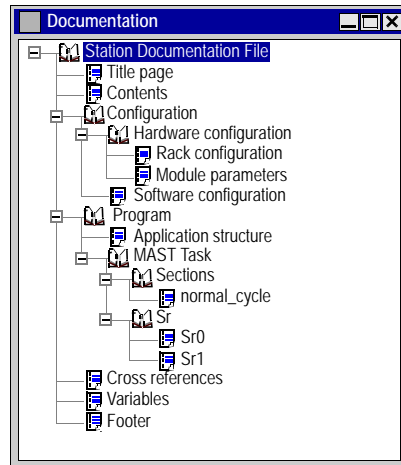 Documentation
Station Documentation File
Title page
Contents
Configuration
Hardware configuration
Rack configuration
Module parameters
Software configuration
Program
Application structure
MAST Task
Sections
normal_cycle
Sr
Sr0
Sr1
Cross references
Variables
Footer